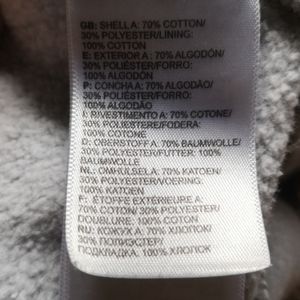 GB: SHELL A: 70% COTTON/
30% POLYESTER/LINING:
100% COTTON
E: EXTERIOR A: 70% ALGODÓN/
30% POLIÉSTER/FORRO:
100% ALGODÓN
P: CONCHA A: 70% ALGODÃO/
30% POLIÉSTER/FORRO:
100% ALGODÃO
I: RIVESTIMENTO A: 70% COTONE/
30% POLIESTERE/FODERA:
100% COTONE
D: OBERSTOFF A: 70% BAUMWOLLE/
30% POLYESTER/FUTTER: 100%
BAUMWOLLE
NL: OMHULSEL A: 70% KATOEN/
30% POLYESTER/VOERING:
100% KATOEN
F: ÉTOFFE EXTÉRIEURE A:
70% COTON/ 30% POLYESTER/
DOUBLURE: 100% COTON
RU: КОЖУХ A: 70% ХЛОПОК/
30% ПОЛИЭСТЕР/
ПОДКЛАДКА: 100% ХЛОПОК